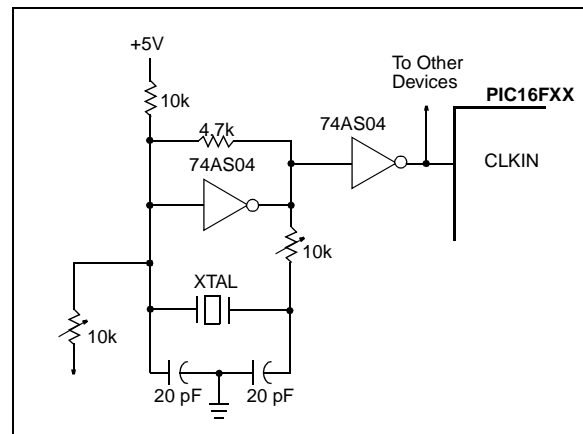 +5V
To Other
Devices
PIC16FXX
10k
4.7k
74AS04
74AS04
CLKIN
10k
XTAL
10k
20 pF
20 pF